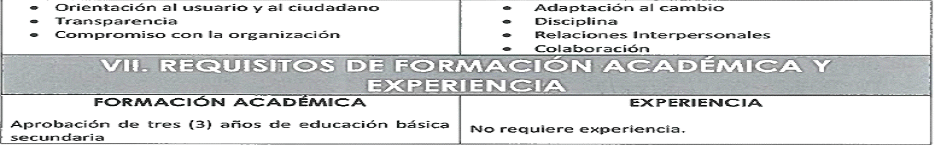 • Orientación al usuario y al ciudadano
• Transparencia
• Compromiso con la organización
• Adaptación al cambio
• Disciplina
• Relaciones Interpersonales
• Colaboración
VII. REQUISITOS DE FORMACIÓN ACADÉMICA Y
EXPERIENCIA
FORMACIÓN ACADÉMICA
Aprobación de tres (3) años de educación básica
secundaria
EXPERIENCIA
No requiere experiencia.